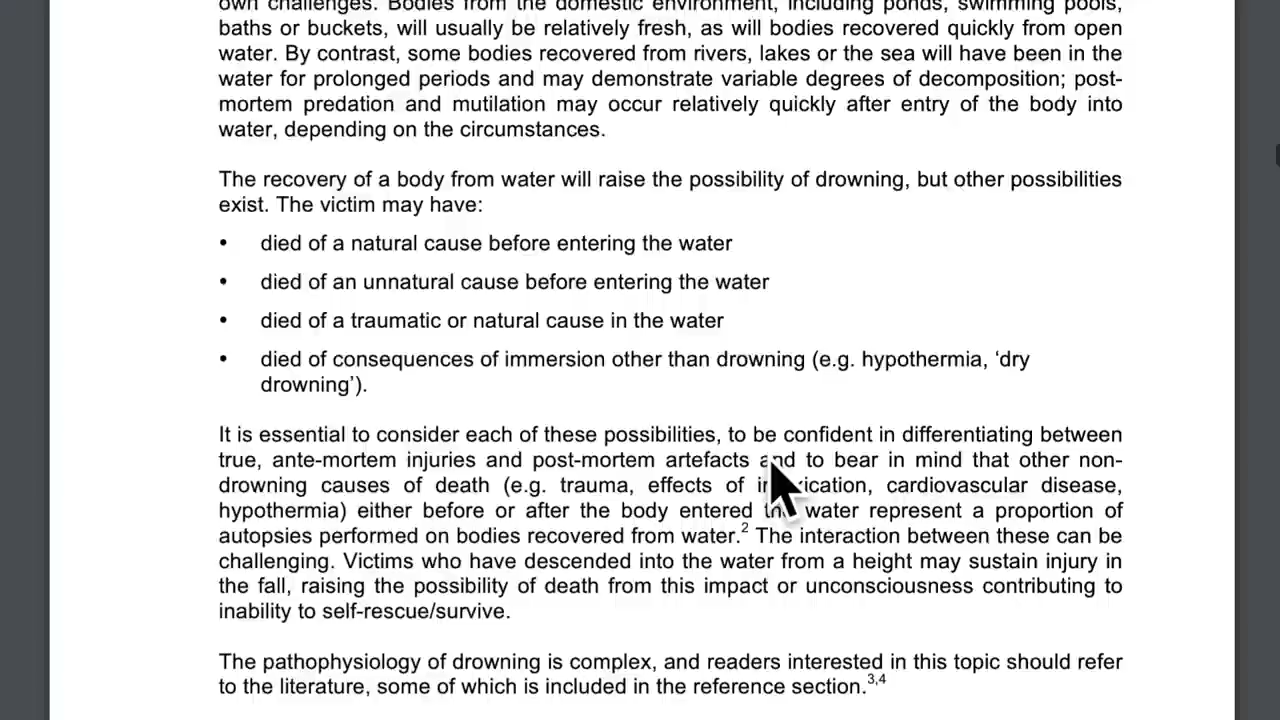 own challenges. Bodies from the domestic environment, including ponds, swimming pools,
baths or buckets, will usually be relatively fresh, as will bodies recovered quickly from open
water. By contrast, some bodies recovered from rivers, lakes or the sea will have been in the
water for prolonged periods and may demonstrate variable degrees of decomposition; post-
mortem predation and mutilation may occur relatively quickly after entry of the body into
water, depending on the circumstances.
The recovery of a body from water will raise the possibility of drowning, but other possibilities
exist. The victim may have:
• died of a natural cause before entering the water
• died of an unnatural cause before entering the water
• died of a traumatic or natural cause in the water
• died of consequences of immersion other than drowning (e.g. hypothermia, ‘dry
drowning’).
It is essential to consider each of these possibilities, to be confident in differentiating between
true, ante-mortem injuries and post-mortem artefacts and to bear in mind that other non-
drowning causes of death (e.g. trauma, effects of intoxication, cardiovascular disease,
hypothermia) either before or after the body entered the water represent a proportion of
autopsies performed on bodies recovered from water.2 The interaction between these can be
challenging. Victims who have descended into the water from a height may sustain injury in
the fall, raising the possibility of death from this impact or unconsciousness contributing to
inability to self-rescue/survive.
The pathophysiology of drowning is complex, and readers interested in this topic should refer
to the literature, some of which is included in the reference section.3,4